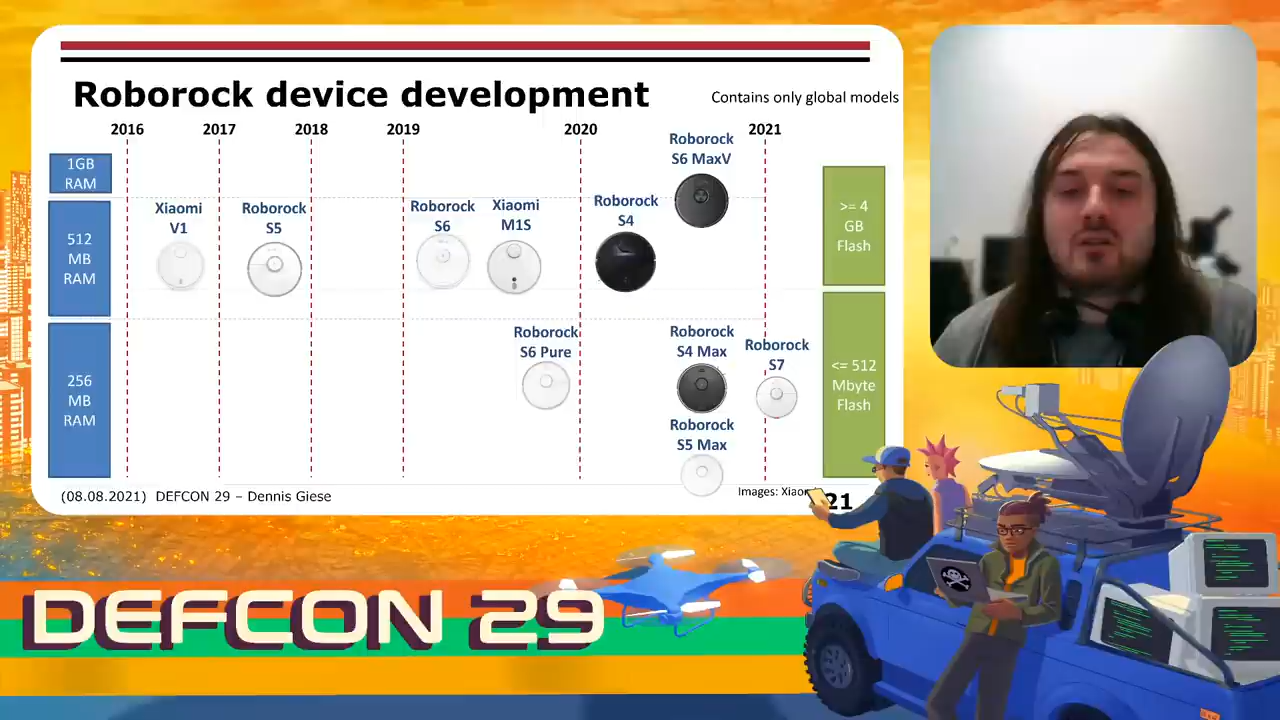 Roborock device development
Contains only global models
2016 2017 2018 2019 2020 2021
1GB
RAM
512
MB
RAM
256
MB
RAM
Xiaomi
V1
Roborock
S5
Roborock
S6
Xiaomi
M1S
Roborock
S4
Roborock
S6 MaxV
Roborock
S6 Pure
Roborock
S4 Max
Roborock
S5 Max
Roborock
S7
>= 4
GB
Flash
<= 512
Mbyte
Flash
(08.08.2021) DEFCON 29 – Dennis Giese
Images:
21
DEFCON 29